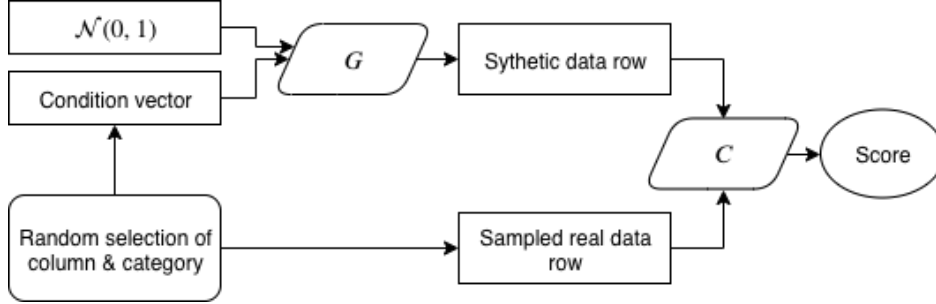 𝒩(0, 1)
G
Sythetic data row
Condition vector
C
Score
Random selection of
column & category
Sampled real data
row